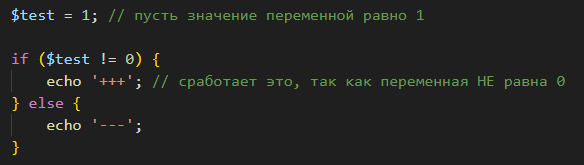 $test = 1; // пусть значение переменной равно 1
if ($test != 0) {
echo '+++'; // сработает это, так как переменная НЕ равна 0
} else {
echo '---';
}